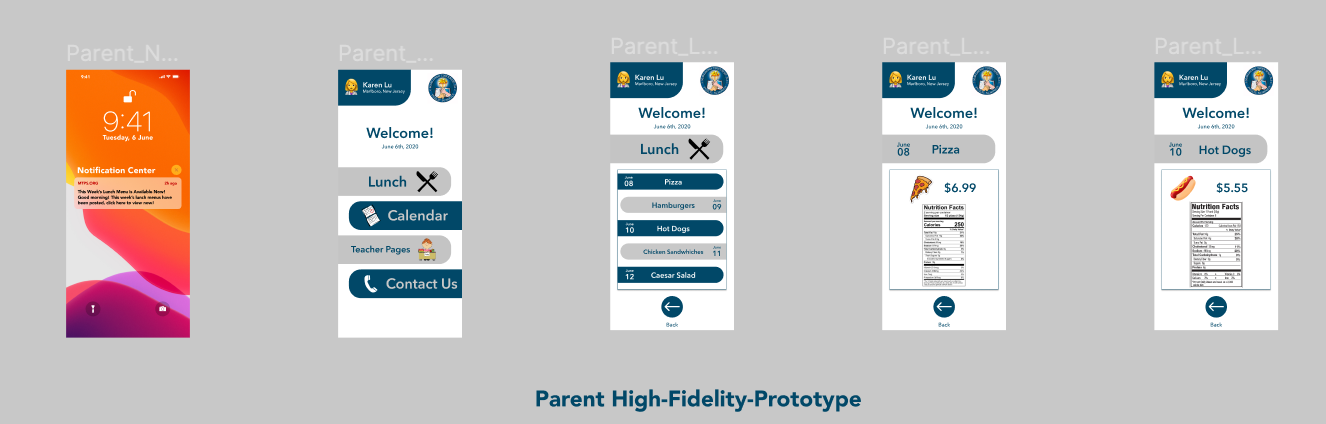 Parent_N...
9:41
9:41
Tuesday, 6 June
Notification Center
MTPS.ORG
2h ago
This Week's Lunch Menu is Available Now!
Good morning! This week's lunch menus have
been posted, click here to view now!
Parent_...
Karen Lu
Marlboro, New Jersey
Welcome!
June 6th, 2020
Lunch
Calendar
Teacher Pages
Contact Us
Parent_L...
Karen Lu
Marlboro, New Jersey
Welcome!
June 6th, 2020
Lunch
June
08
Pizza
Hamburgers
June
09
June
10
Hot Dogs
Chicken Sandwhiches
June
11
June
12
Caesar Salad
Back
Parent_L...
Karen Lu
Marlboro, New Jersey
Welcome!
June 6th, 2020
June
08
Pizza
$6.99
Nutrition Facts
Calories 250
Back
Parent_L...
Karen Lu
Marlboro, New Jersey
Welcome!
June 6th, 2020
June
10
Hot Dogs
$5.55
Nutrition Facts
Back
Parent High-Fidelity-Prototype